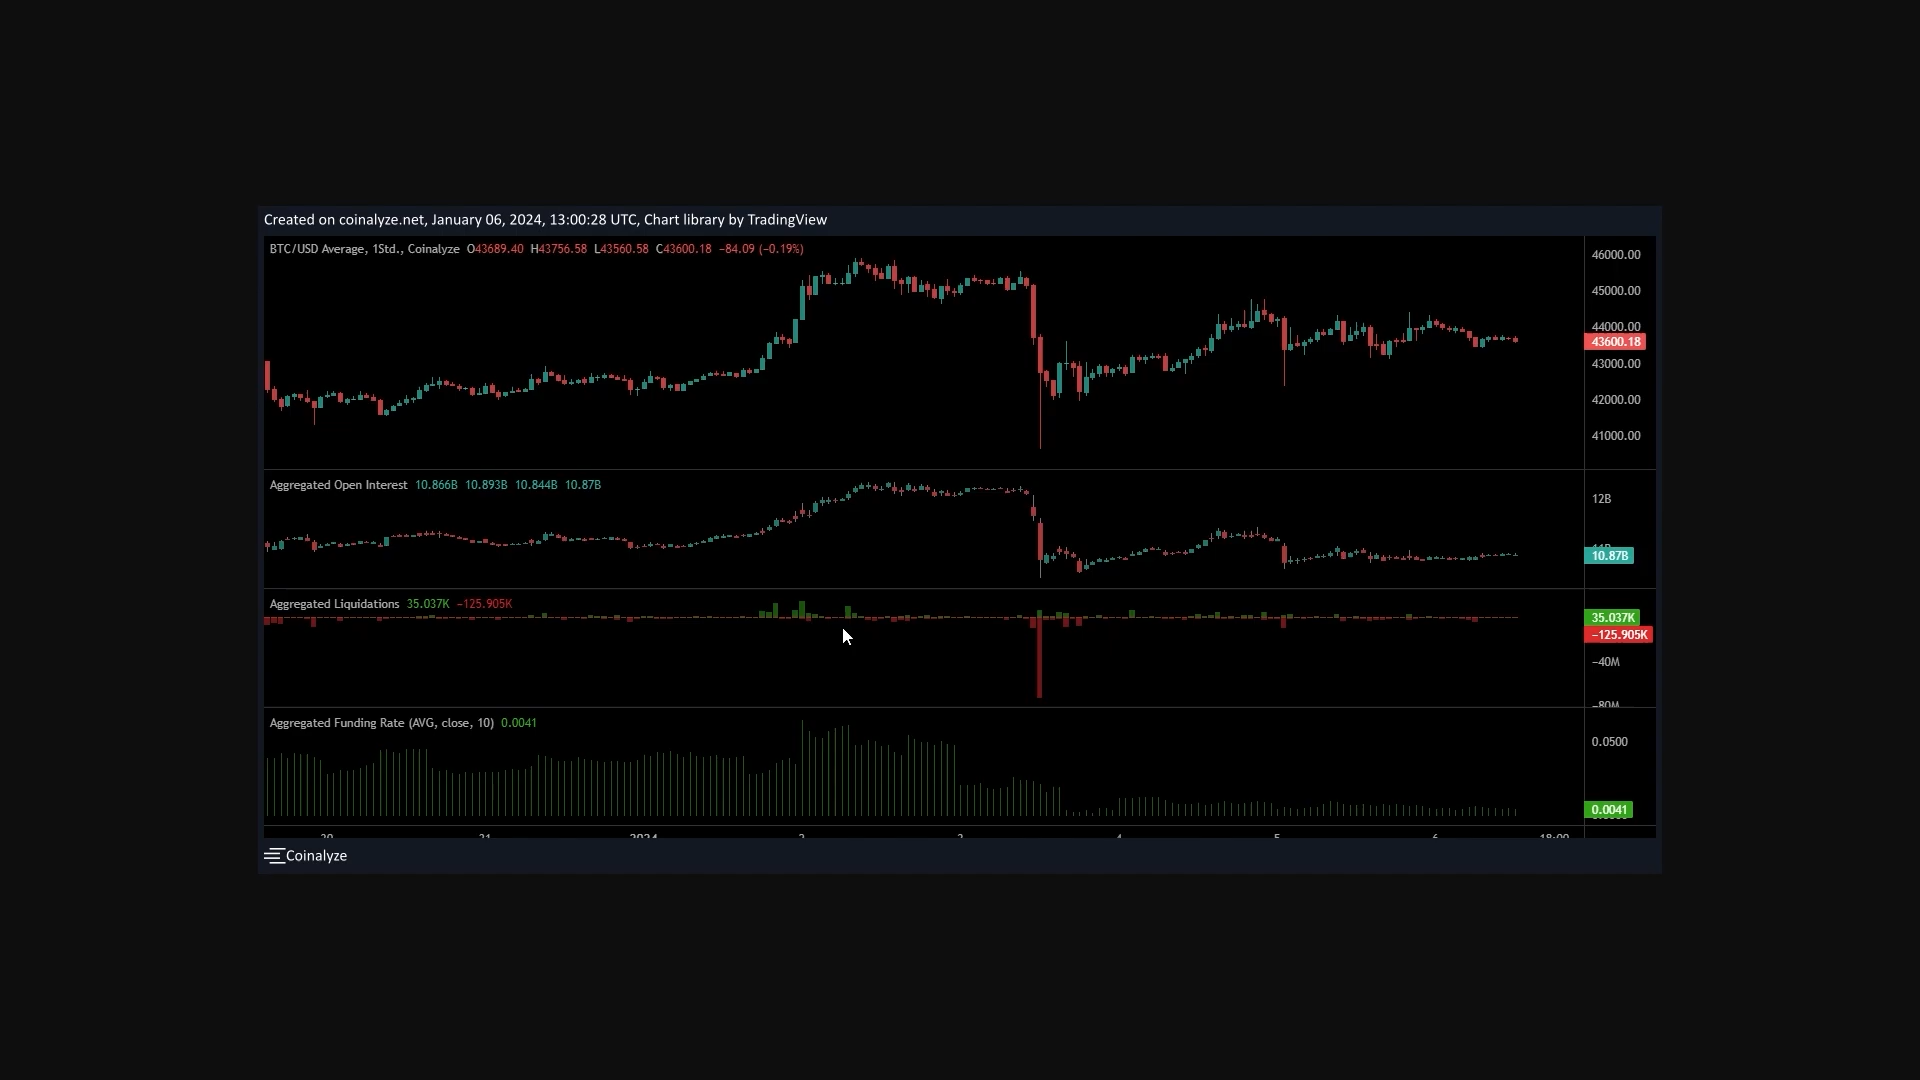 Created on coinalyze.net, January 06, 2024, 13:00:28 UTC, Chart library by TradingView
BTC/USD Average, 1Std., Coinalyze O43689.40 H43756.58 L43560.58 C43600.18 −84.09 (−0.19%)
46000.00
45000.00
44000.00
43600.18
43000.00
42000.00
41000.00
Aggregated Open Interest 10.866B 10.893B 10.844B 10.87B
12B
10.87B
Aggregated Liquidations 35.037K −125.905K
35.037K
−125.905K
−40M
−80M
Aggregated Funding Rate (AVG, close, 10) 0.0041
0.0500
0.0041
2024 4 5 18:00
Coinalyze